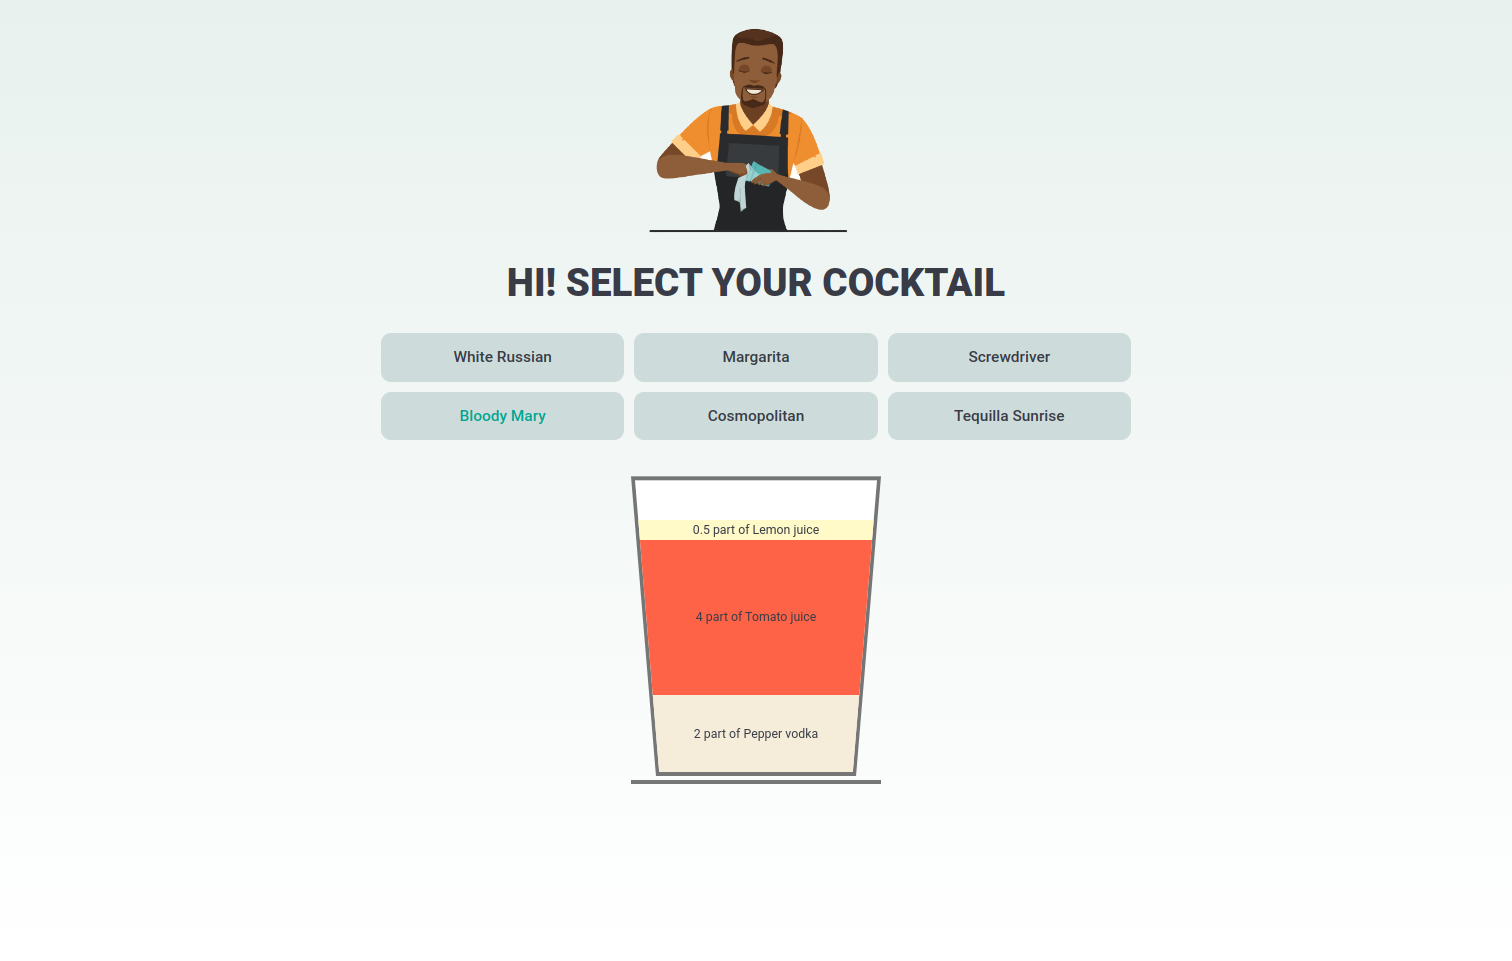 HI! SELECT YOUR COCKTAIL
White Russian
Margarita
Screwdriver
Bloody Mary
Cosmopolitan
Tequilla Sunrise
0.5 part of Lemon juice
4 part of Tomato juice
2 part of Pepper vodka